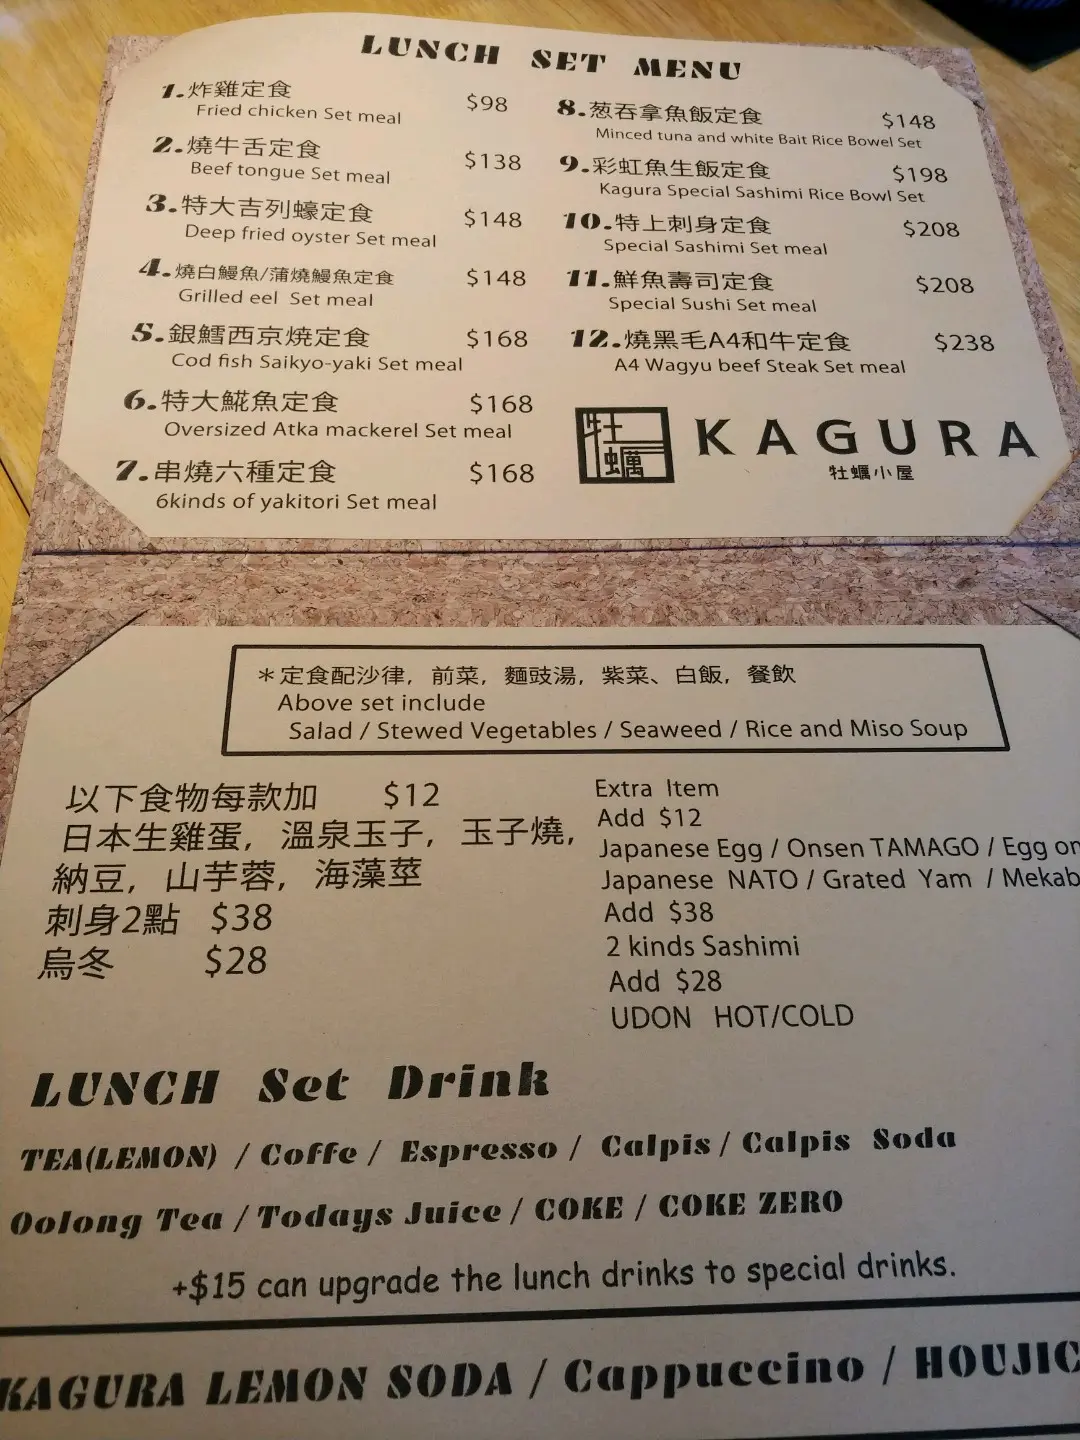 LUNCH SET MENU
1.炸雞定食 $98
Fried chicken Set meal
2.燒牛舌定食 $138
Beef tongue Set meal
3.特大吉列蠔定食 $148
Deep fried oyster Set meal
4.燒白鰻魚/蒲燒鰻魚定食 $148
Grilled eel Set meal
5.銀鱈西京焼定食 $168
Cod fish Saikyo-yaki Set meal
6.特大𩸽魚定食 $168
Oversized Atka mackerel Set meal
7.串燒六種定食 $168
6kinds of yakitori Set meal
8.葱吞拿魚飯定食 $148
Minced tuna and white Bait Rice Bowel Set
9.彩虹魚生飯定食 $198
Kagura Special Sashimi Rice Bowl Set
10.特上刺身定食 $208
Special Sashimi Set meal
11.鮮魚壽司定食 $208
Special Sushi Set meal
12.燒黑毛A4和牛定食 $238
A4 Wagyu beef Steak Set meal
牡蠣
KAGURA
牡蠣小屋
*定食配沙律, 前菜, 麵豉湯, 紫菜、白飯, 餐飲
Above set include
Salad / Stewed Vegetables / Seaweed / Rice and Miso Soup
以下食物每款加 $12
日本生雞蛋, 溫泉玉子, 玉子燒,
納豆, 山芋蓉, 海藻莖
刺身2點 $38
烏冬 $28
Extra Item
Add $12
Japanese Egg / Onsen TAMAGO / Egg on
Japanese NATO / Grated Yam / Mekab
Add $38
2 kinds Sashimi
Add $28
UDON HOT/COLD
LUNCH Set Drink
TEA(LEMON) / Coffe / Espresso / Calpis / Calpis Soda
Oolong Tea / Todays Juice / COKE / COKE ZERO
+$15 can upgrade the lunch drinks to special drinks.
KAGURA LEMON SODA / Cappuccino / HOUJIC